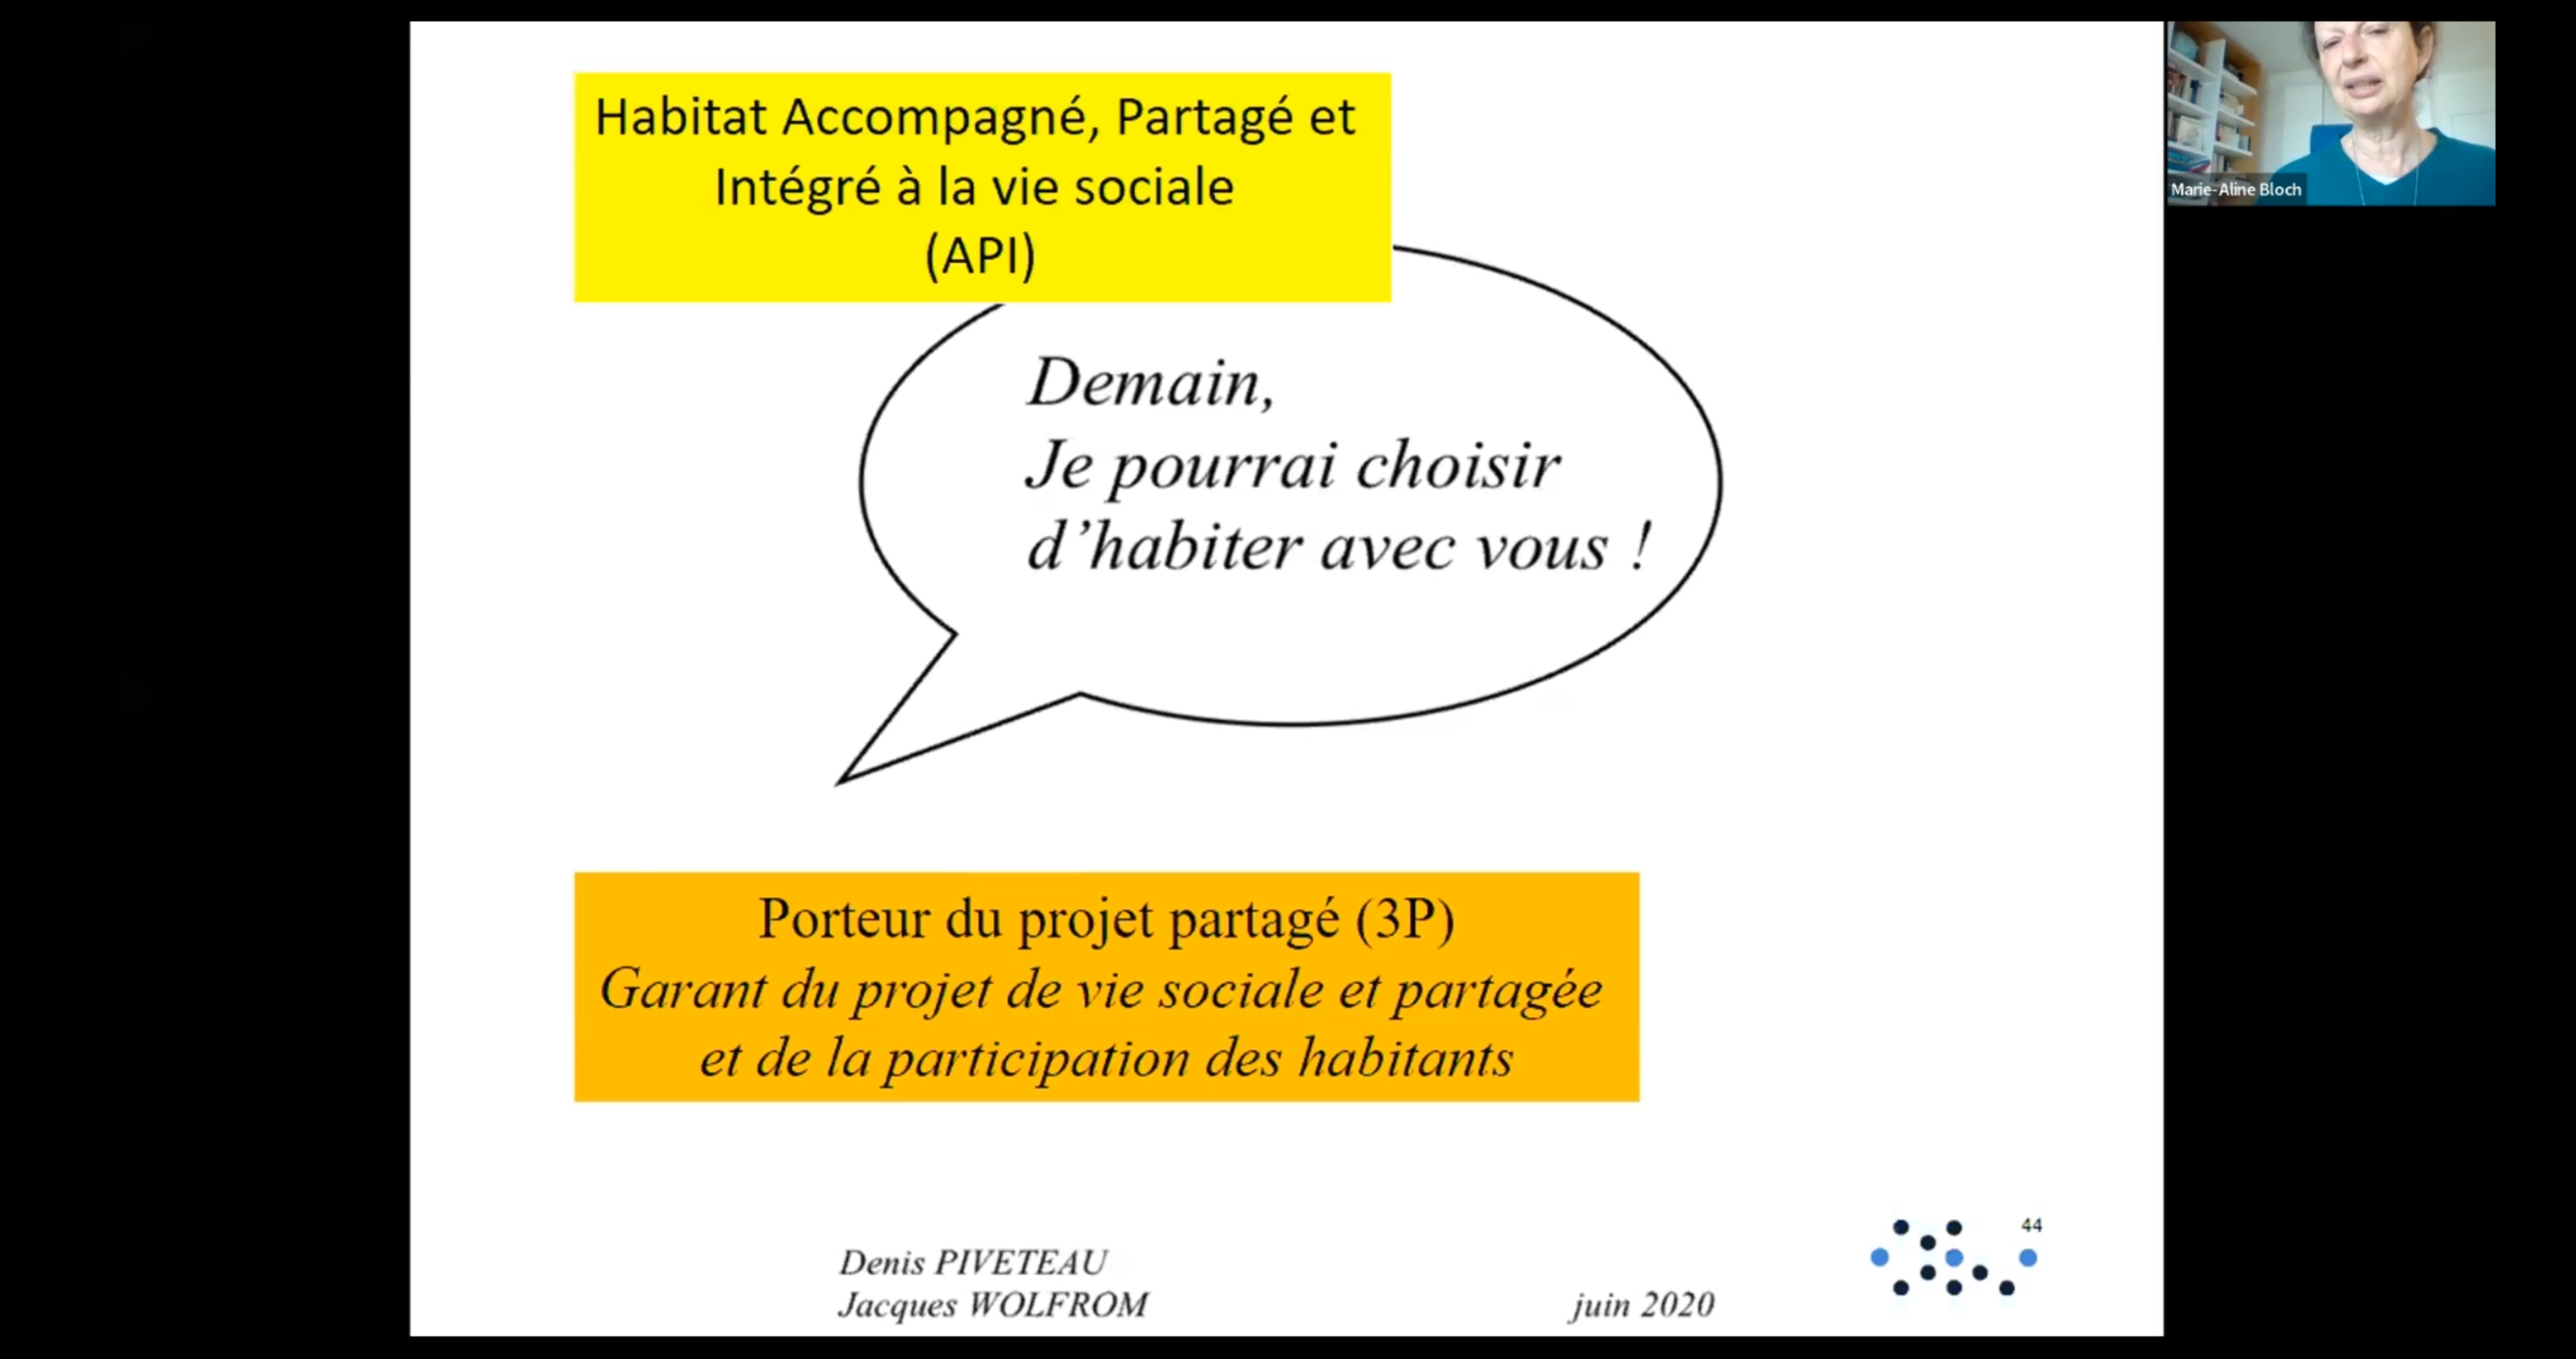 Habitat Accompagné, Partagé et
Intégré à la vie sociale
(API)
Marie-Aline Bloch
Demain,
Je pourrai choisir
d'habiter avec vous !
Porteur du projet partagé (3P)
Garant du projet de vie sociale et partagée
et de la participation des habitants
44
Denis PIVETEAU
Jacques WOLFROM
juin 2020